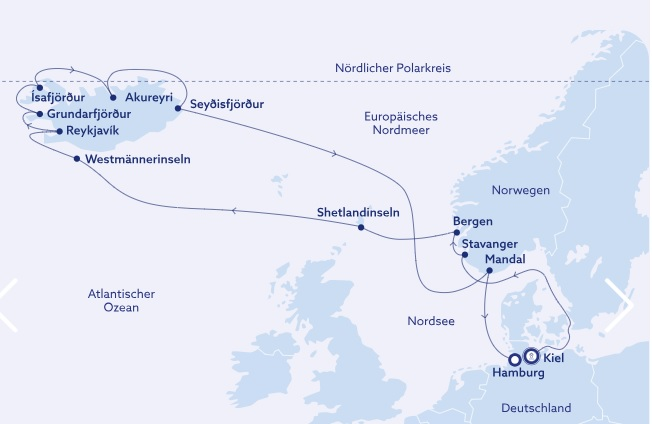 Nördlicher Polarkreis
Ísafjörður
Akureyri
Seyðisfjörður
Grundarfjörður
Europäisches
Nordmeer
Reykjavík
Westmännerinseln
Norwegen
Shetlandinseln
Bergen
Stavanger
Mandal
Atlantischer
Ozean
Nordsee
Kiel
Hamburg
Deutschland